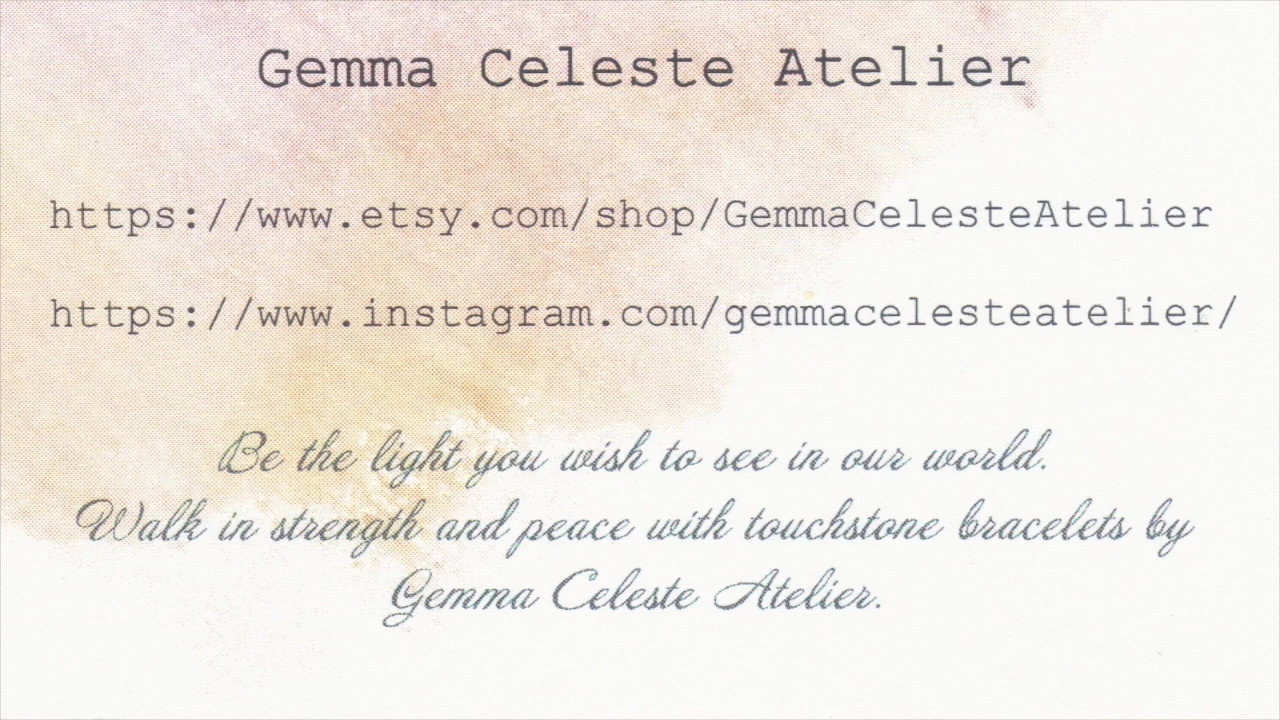 Gemma Celeste Atelier
https://www.etsy.com/shop/GemmaCelesteAtelier
https://www.instagram.com/gemmacelesteatelier/
Be the light you wish to see in our world.
Walk in strength and peace with touchstone bracelets by
Gemma Celeste Atelier.